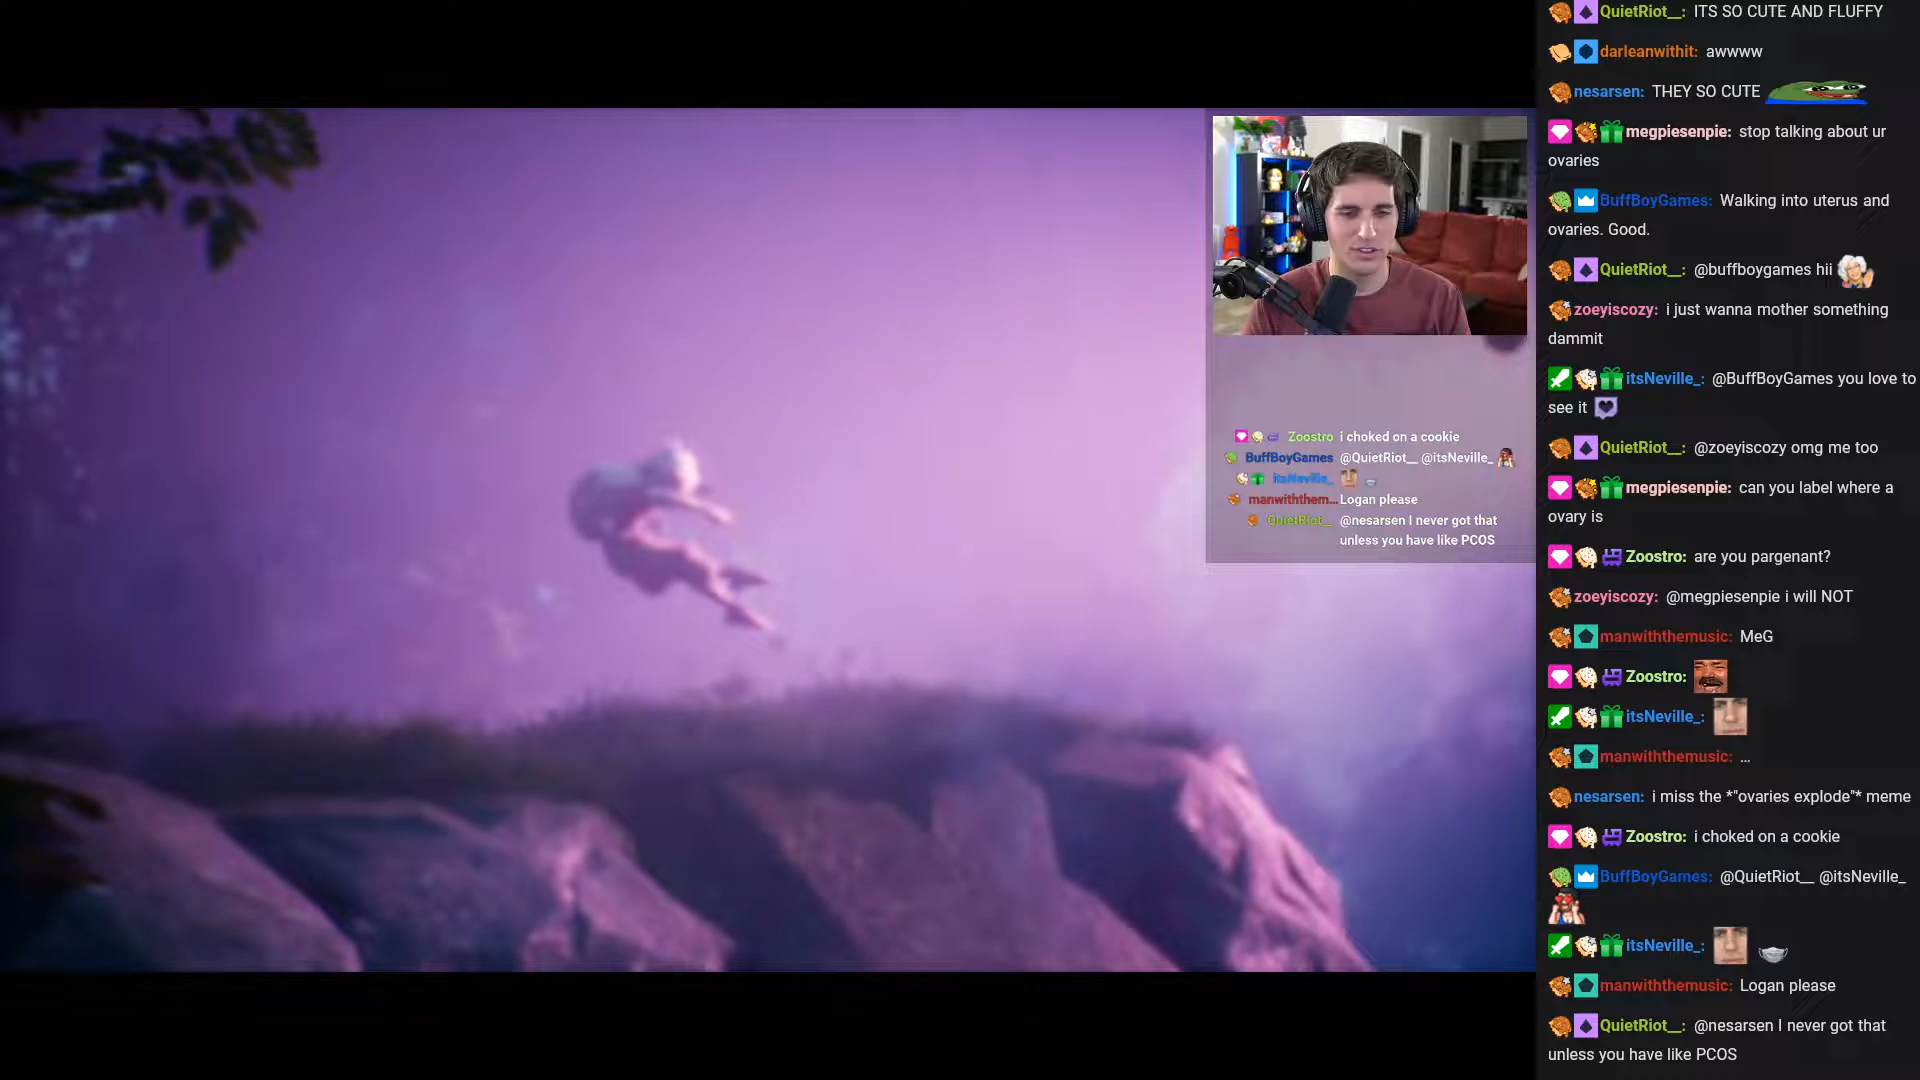 QuietRiot__: ITS SO CUTE AND FLUFFY
darleanwithit: awwww
nesarsen: THEY SO CUTE
megpiesenpie: stop talking about ur
ovaries
BuffBoyGames: Walking into uterus and
ovaries. Good.
QuietRiot__: @buffboygames hii
zoeyiscozy: i just wanna mother something
dammit
itsNeville_: @BuffBoyGames you love to
see it
QuietRiot__: @zoeyiscozy omg me too
megpiesenpie: can you label where a
ovary is
Zoostro: are you pargenant?
zoeyiscozy: @megpiesenpie i will NOT
manwiththemusic: MeG
Zoostro:
itsNeville_:
manwiththemusic: ...
nesarsen: i miss the *"ovaries explode"* meme
Zoostro: i choked on a cookie
BuffBoyGames: @QuietRiot__ @itsNeville_
itsNeville_:
manwiththemusic: Logan please
QuietRiot__: @nesarsen I never got that
unless you have like PCOS
Zoostro i choked on a cookie
BuffBoyGames @QuietRiot__ @itsNeville_
itsNeville_
manwiththem... Logan please
QuietRiot__ @nesarsen I never got that
unless you have like PCOS